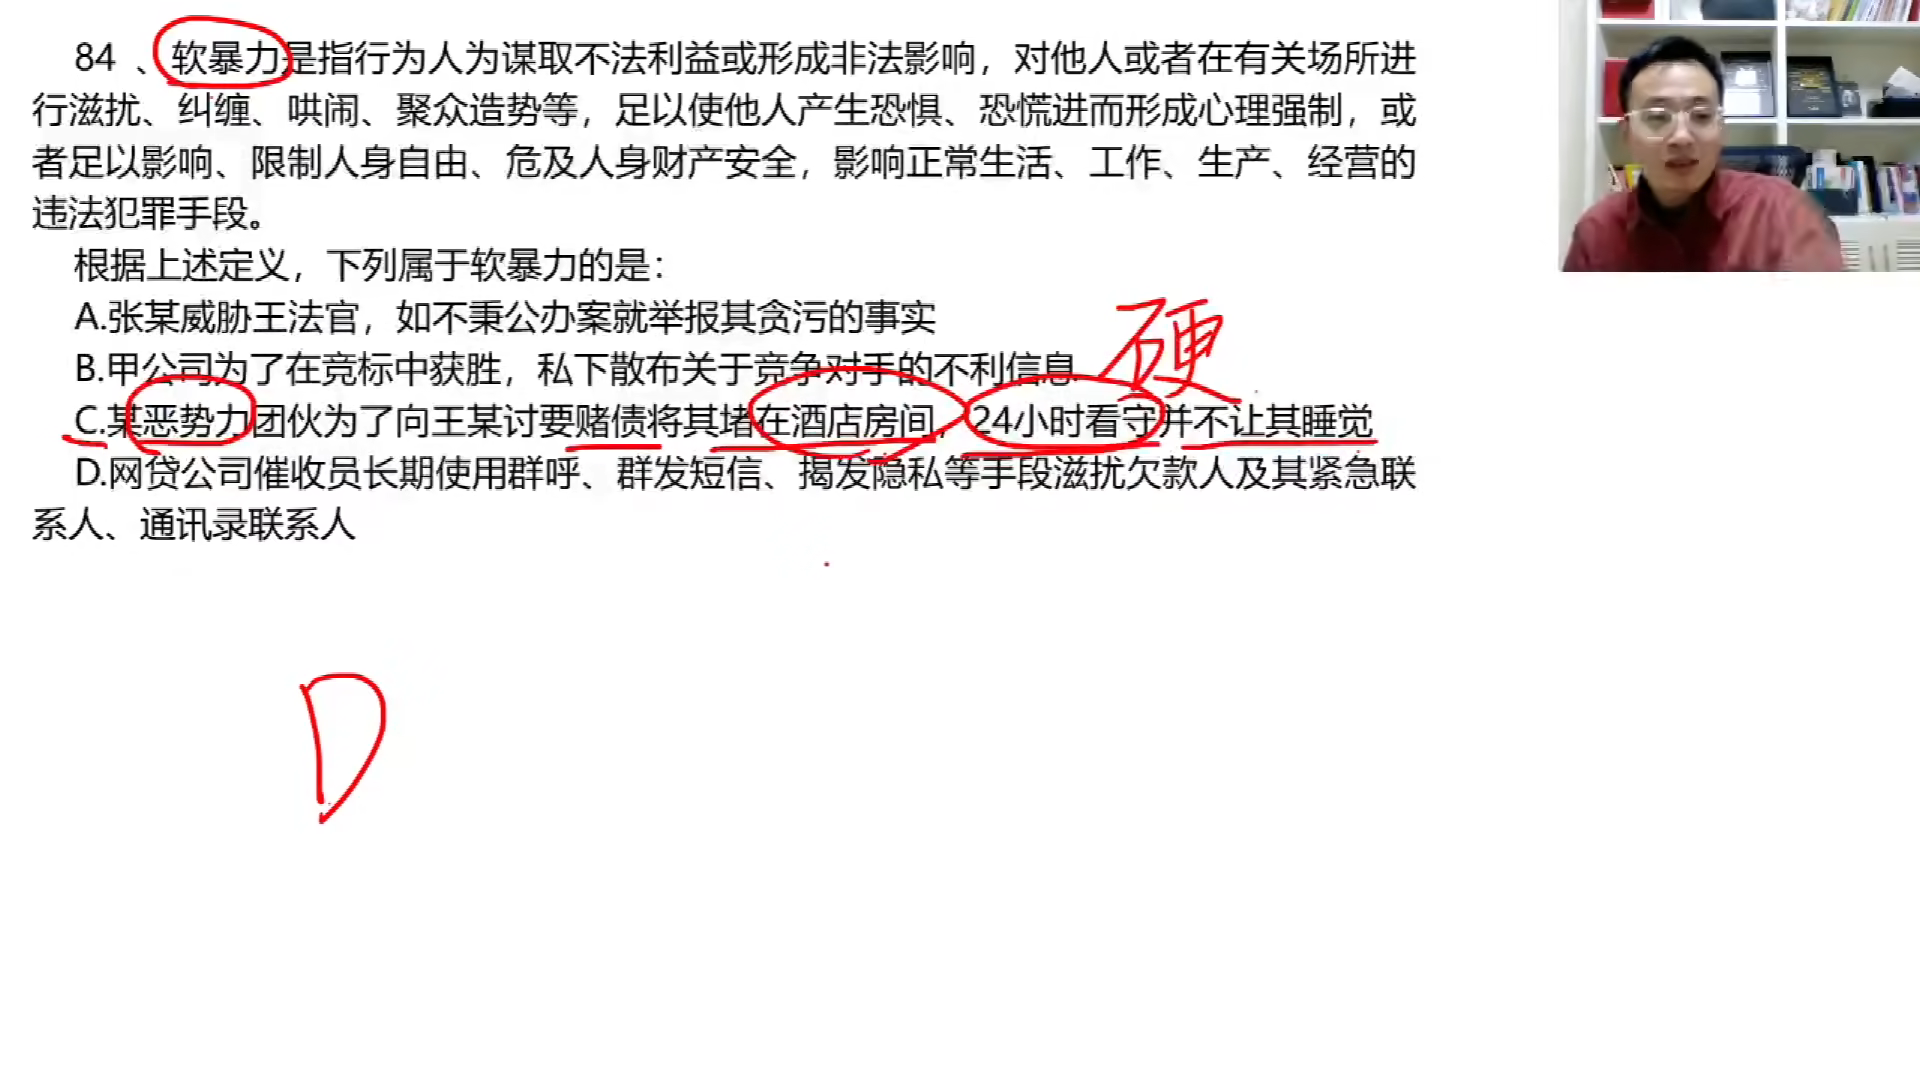 84 、软暴力是指行为人为谋取不法利益或形成非法影响，对他人或者在有关场所进
行滋扰、纠缠、哄闹、聚众造势等，足以使他人产生恐惧、恐慌进而形成心理强制，或
者足以影响、限制人身自由、危及人身财产安全，影响正常生活、工作、生产、经营的
违法犯罪手段。
根据上述定义，下列属于软暴力的是：
A.张某威胁王法官，如不秉公办案就举报其贪污的事实
硬
B.甲公司为了在竞标中获胜，私下散布关于竞争对手的不利信息
C.某恶势力团伙为了向王某讨要赌债将其堵在酒店房间，24小时看守并不让其睡觉
D.网贷公司催收员长期使用群呼、群发短信、揭发隐私等手段滋扰欠款人及其紧急联
系人、通讯录联系人
D